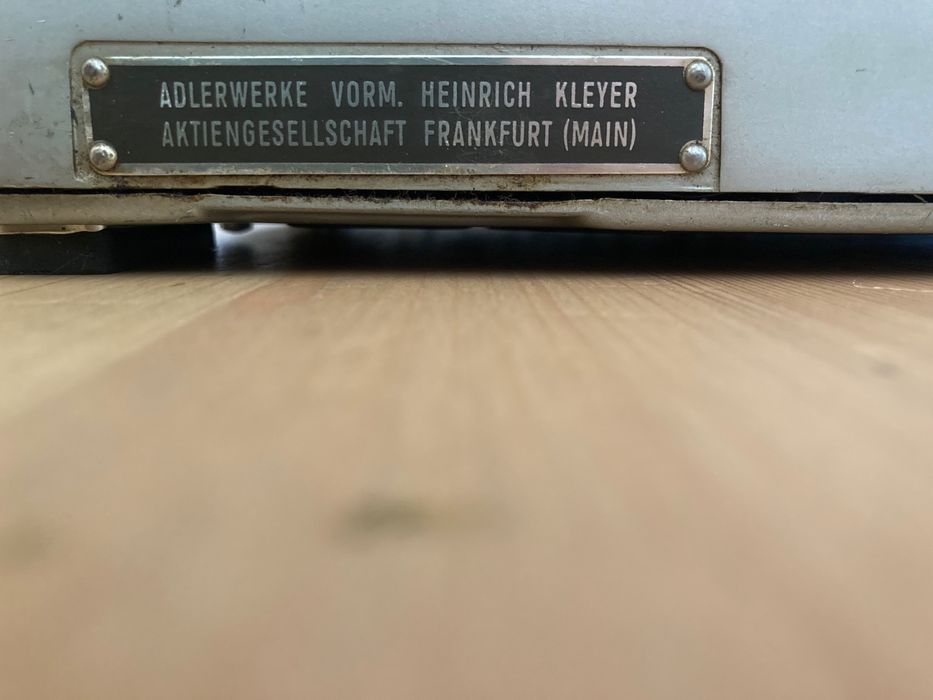 ADLERWERKE VORM. HEINRICH KLEYER
AKTIENGESELLSCHAFT FRANKFURT (MAIN)